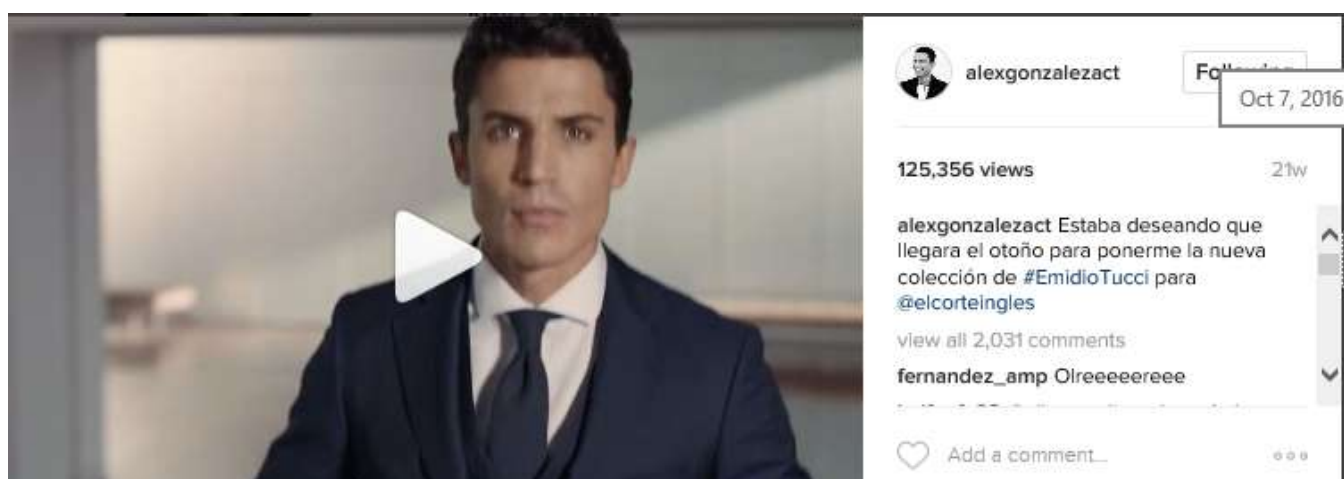 alexgonzalezact
Oct 7, 2016
125,356 views
21w
alexgonzalezact Estaba deseando que
llegara el otoño para ponerme la nueva
colección de #EmidioTucci para
@elcorteingles
view all 2,031 comments
fernandez_amp Olreeeeereee
Add a comment...